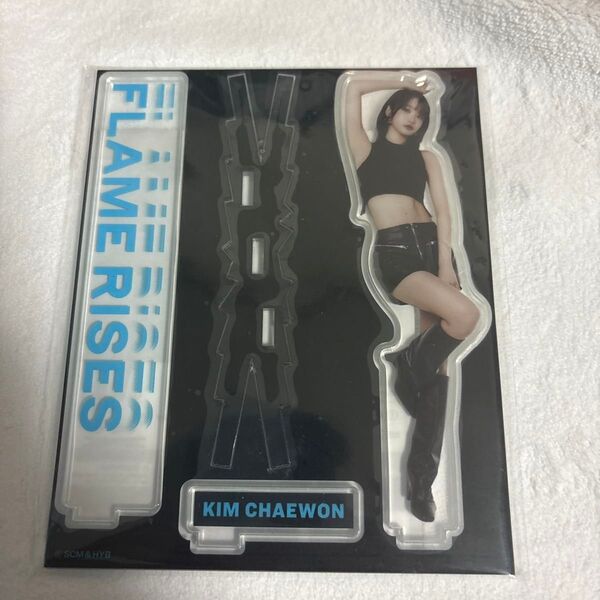 FLAME RISES
KIM CHAEWON
© SCM & HYB